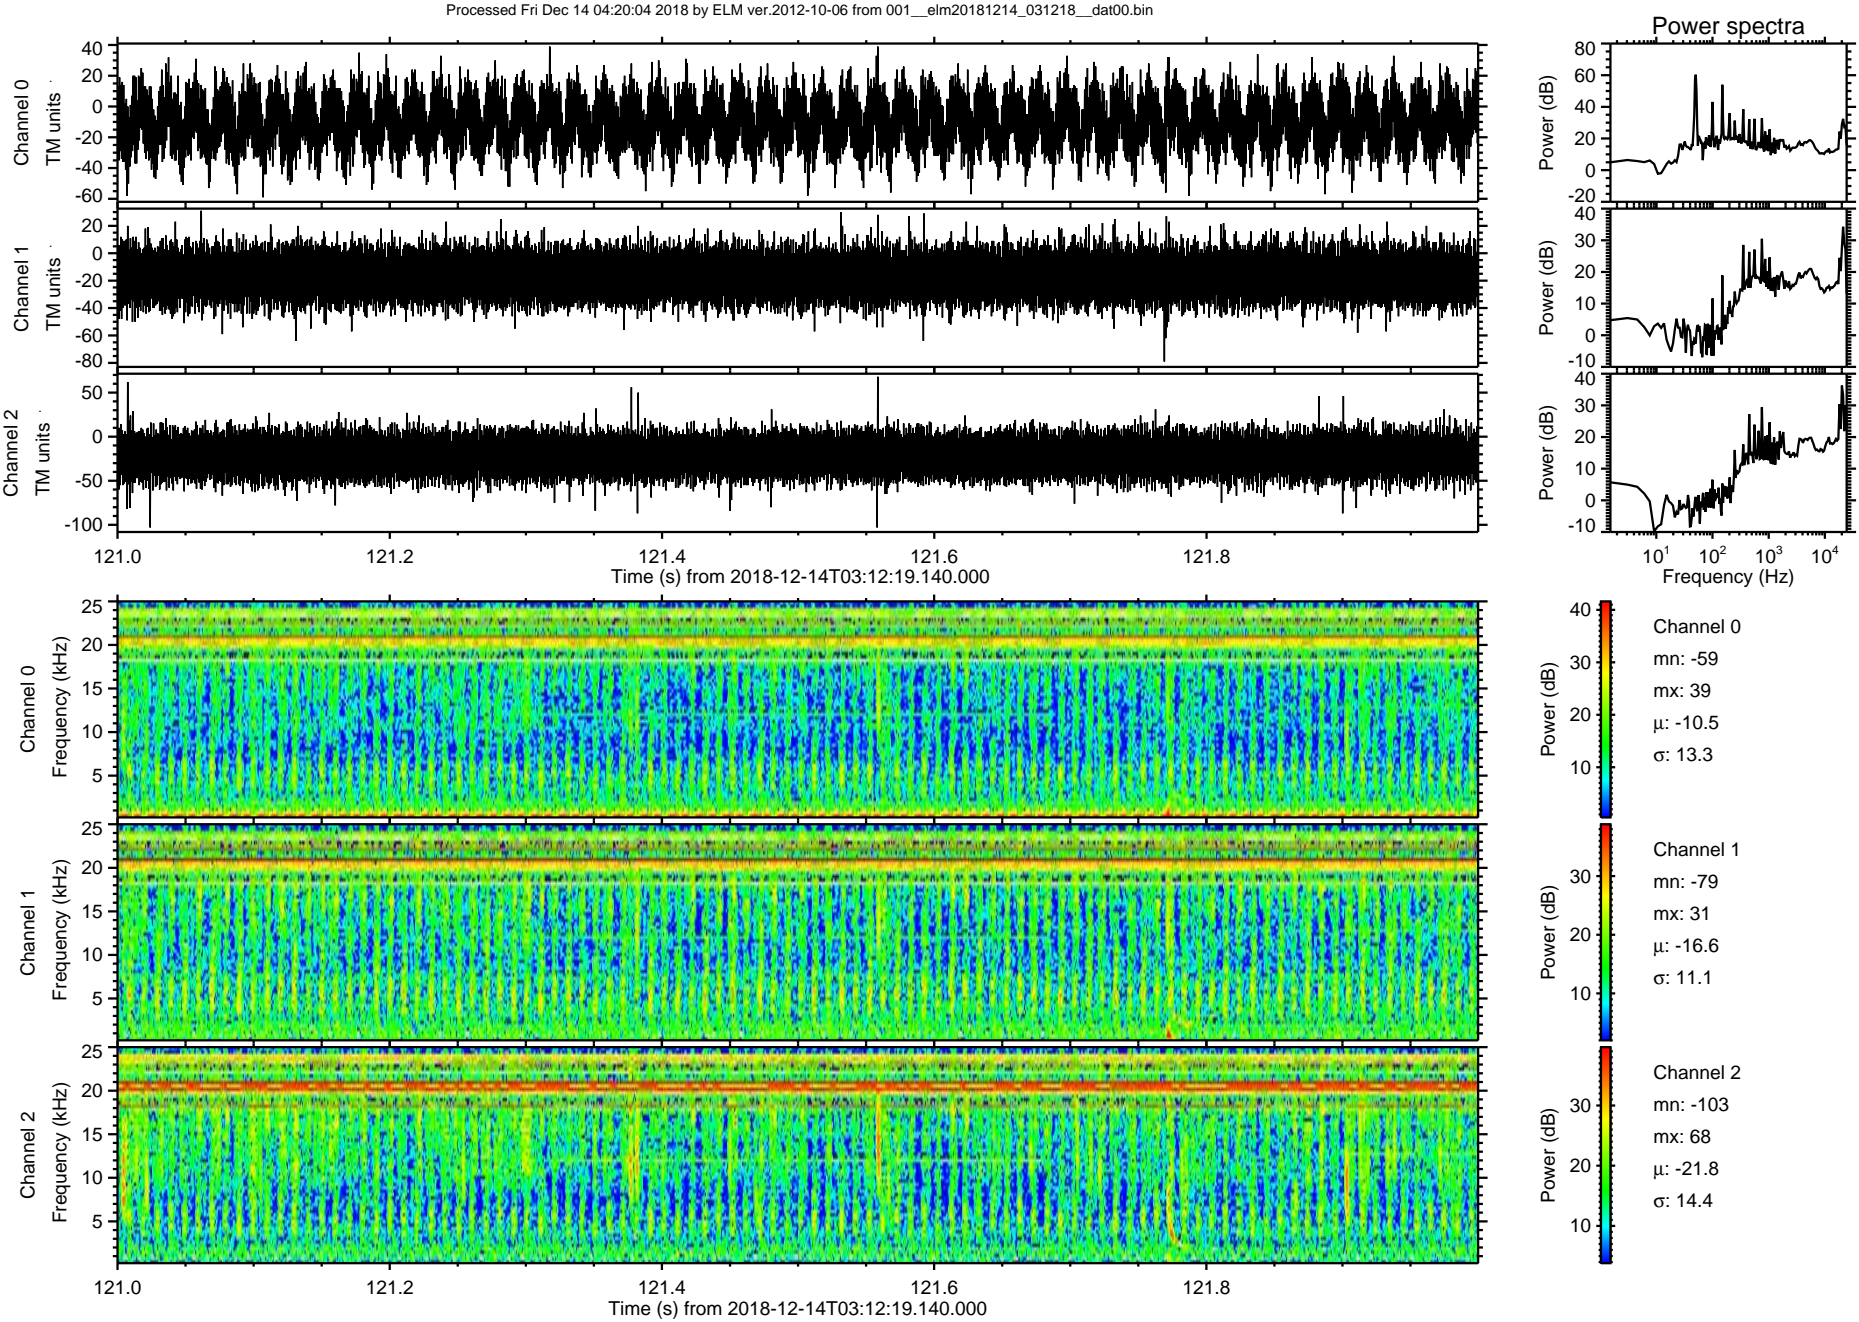 Processed Fri Dec 14 04:20:04 2018 by ELM ver.2012-10-06 from 001__elm20181214_031218__dat00.bin
Power spectra
Channel 0
TM units
40
20
0
-20
-40
-60
Power (dB)
80
60
40
20
0
-20
Channel 1
TM units
20
0
-20
-40
-60
-80
Power (dB)
40
30
20
10
0
-10
Channel 2
TM units
50
0
-50
-100
Power (dB)
40
30
20
10
0
-10
121.0 121.2 121.4 121.6 121.8
Time (s) from 2018-12-14T03:12:19.140.000
10^1 10^2 10^3 10^4
Frequency (Hz)
Channel 0
Frequency (kHz)
25
20
15
10
5
Power (dB)
40
30
20
10
Channel 0
mn: -59
mx: 39
μ: -10.5
σ: 13.3
Channel 1
Frequency (kHz)
25
20
15
10
5
Power (dB)
30
20
10
Channel 1
mn: -79
mx: 31
μ: -16.6
σ: 11.1
Channel 2
Frequency (kHz)
25
20
15
10
5
Power (dB)
30
20
10
Channel 2
mn: -103
mx: 68
μ: -21.8
σ: 14.4
121.0 121.2 121.4 121.6 121.8
Time (s) from 2018-12-14T03:12:19.140.000